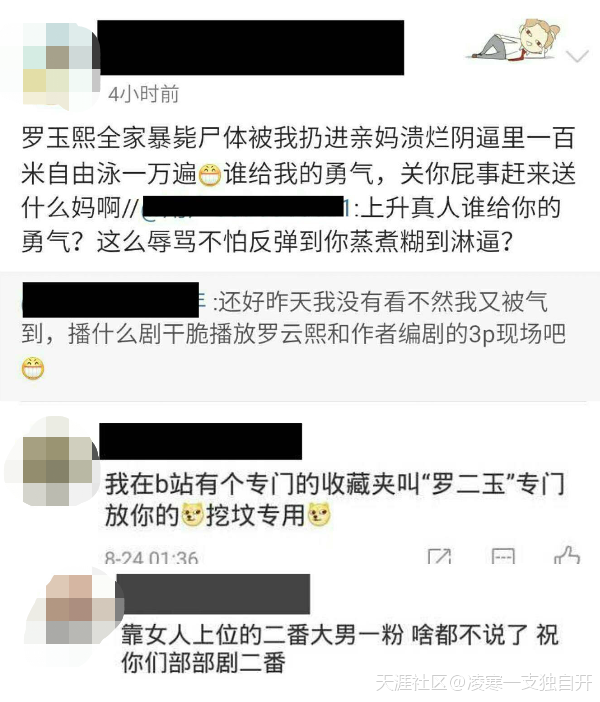 4小时前
罗玉熙全家暴毙尸体被我扔进亲妈溃烂阴逼里一百
米自由泳一万遍😁谁给我的勇气，关你屁事赶来送
什么妈啊//@ 1:上升真人谁给你的
勇气？这么辱骂不怕反弹到你蒸煮糊到淋逼？
:还好昨天我没有看不然我又被气
到，播什么剧干脆播放罗云熙和作者编剧的3p现场吧
😁
我在b站有个专门的收藏夹叫“罗二玉”专门
放你的挖坟专用
8-24 01:36
靠女人上位的二番大男一粉 啥都不说了 祝
你们部部剧二番
天涯社区@凌寒一支独自开